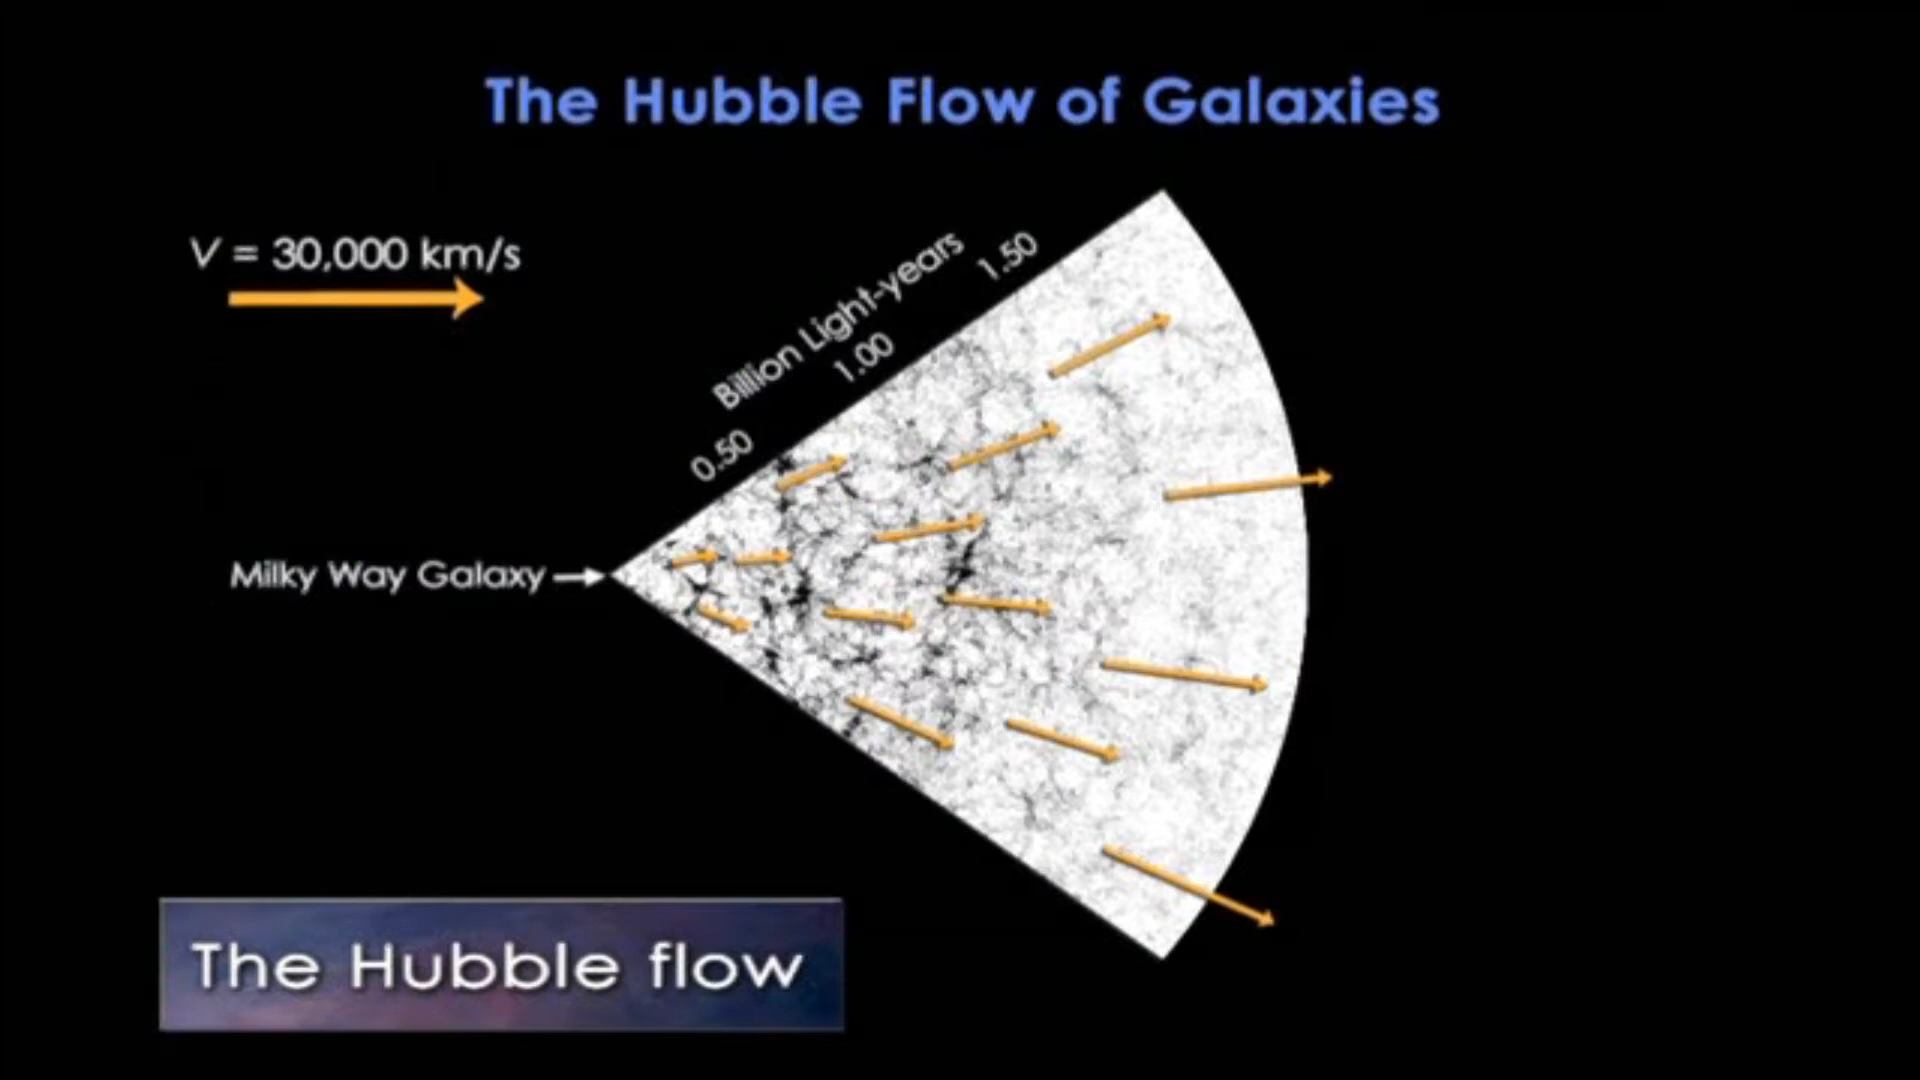 The Hubble Flow of Galaxies
V = 30,000 km/s
Billion Light-years
0.50
1.00
1.50
Milky Way Galaxy
The Hubble flow